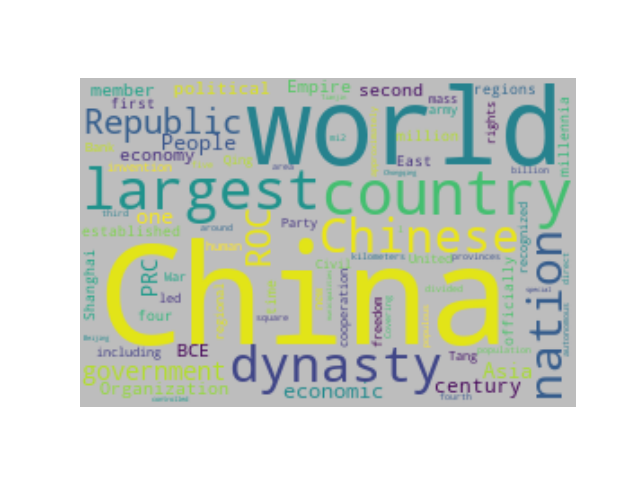 member political Empire second regions
first mass army
Republic world rights millennia
People mi2 million
economy East
invention area billion
largest country
third one around Party Chinese recognized
established ROC
human kilometers United provinces
Shanghai PRC War China Civil nation direct
led cooperation divided officially special
four regional square freedom Covering autonomous
Beijing
including BCE dynasty Tang population
government Asia
Organization economic century
centralized fourth